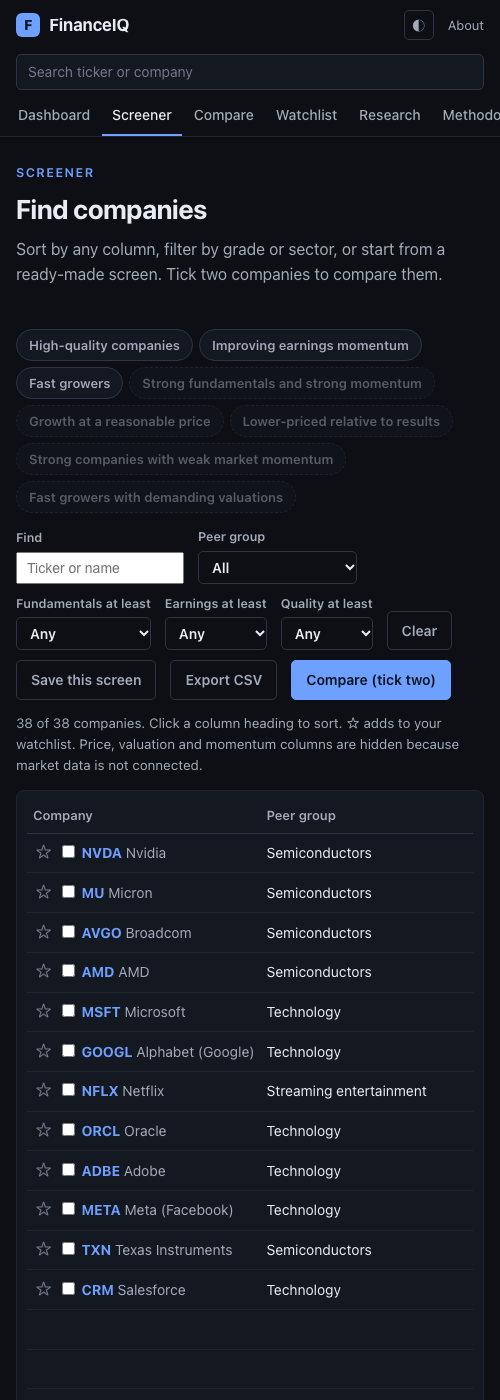 F FinanceIQ About
Search ticker or company
Dashboard Screener Compare Watchlist Research Methodo
SCREENER
Find companies
Sort by any column, filter by grade or sector, or start from a
ready-made screen. Tick two companies to compare them.
High-quality companies Improving earnings momentum
Fast growers Strong fundamentals and strong momentum
Growth at a reasonable price Lower-priced relative to results
Strong companies with weak market momentum
Fast growers with demanding valuations
Find Peer group
Ticker or name All
Fundamentals at least Earnings at least Quality at least
Any Any Any Clear
Save this screen Export CSV Compare (tick two)
38 of 38 companies. Click a column heading to sort. ☆ adds to your
watchlist. Price, valuation and momentum columns are hidden because
market data is not connected.
Company Peer group
☆ NVDA Nvidia Semiconductors
☆ MU Micron Semiconductors
☆ AVGO Broadcom Semiconductors
☆ AMD AMD Semiconductors
☆ MSFT Microsoft Technology
☆ GOOGL Alphabet (Google) Technology
☆ NFLX Netflix Streaming entertainment
☆ ORCL Oracle Technology
☆ ADBE Adobe Technology
☆ META Meta (Facebook) Technology
☆ TXN Texas Instruments Semiconductors
☆ CRM Salesforce Technology